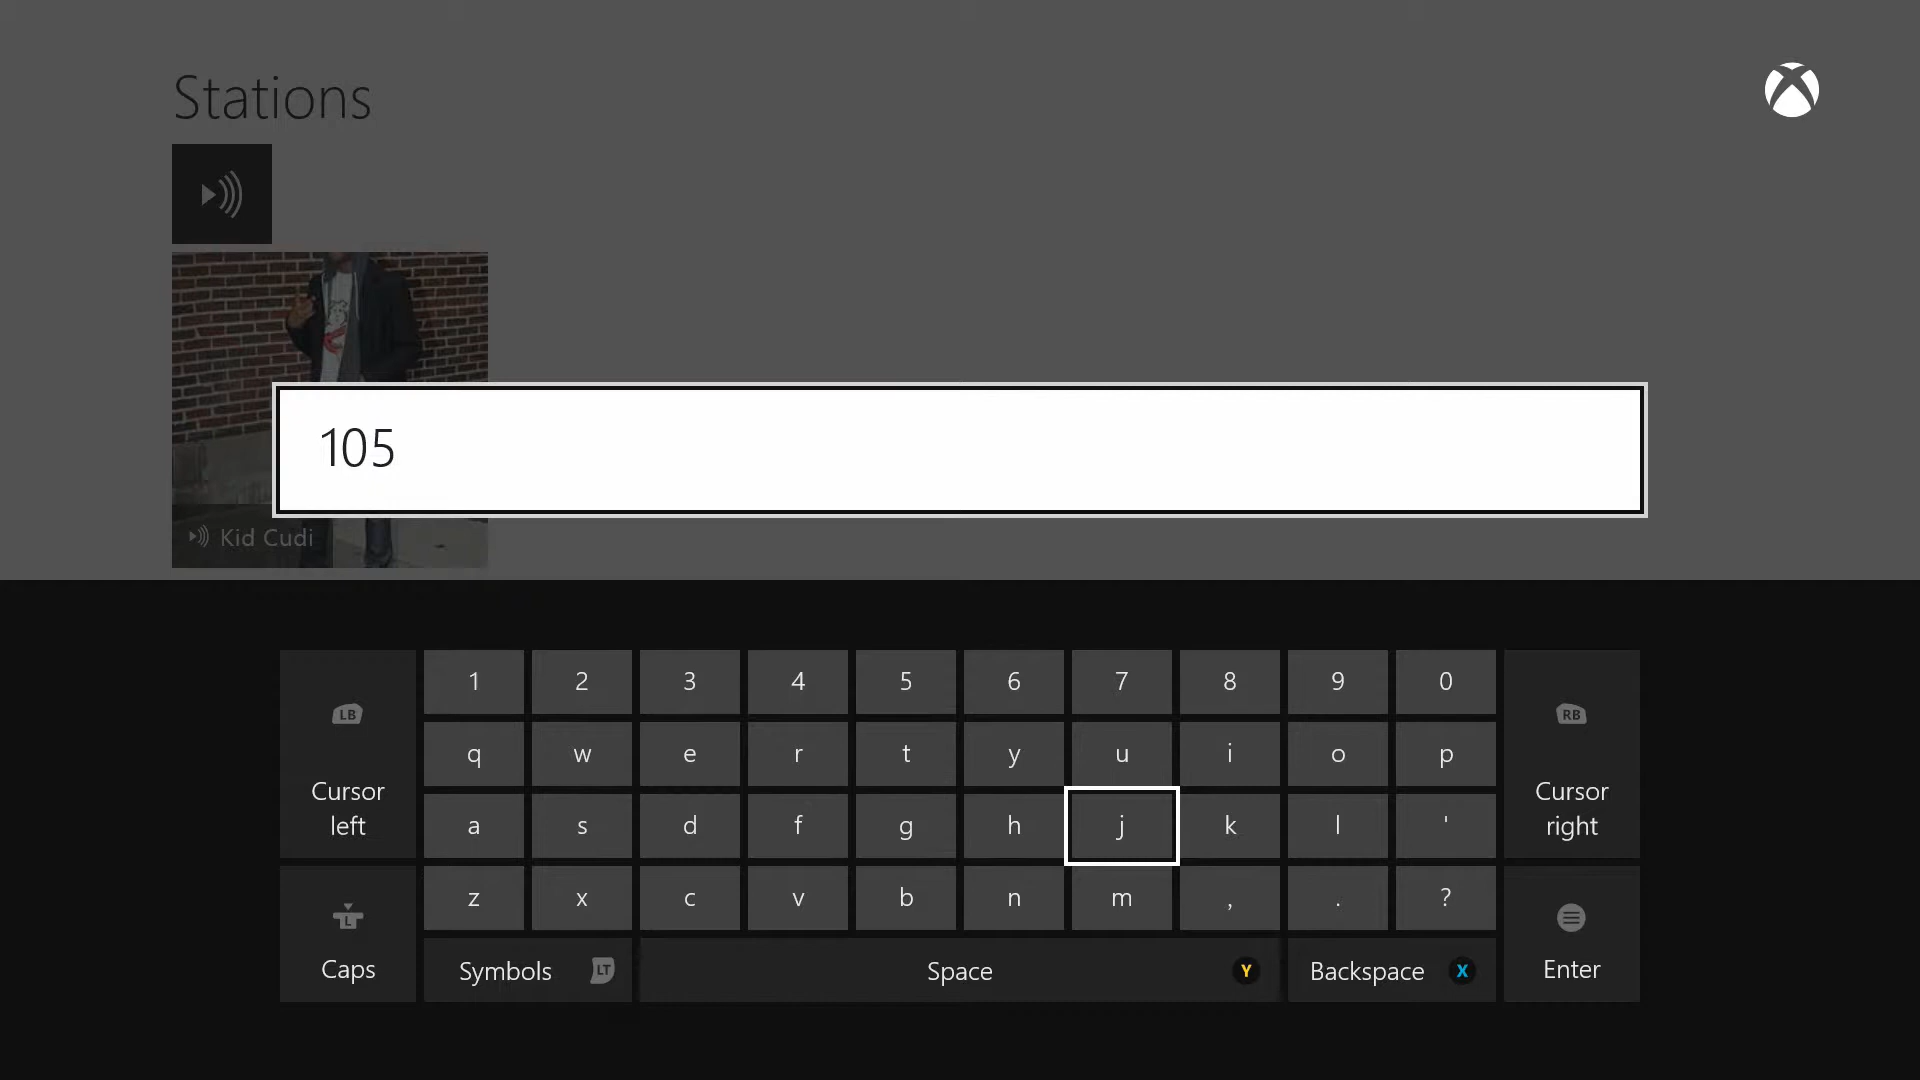 Stations
105
Kid Cudi
1 2 3 4 5 6 7 8 9 0
LB
RB
q w e r t y u i o p
Cursor left
Cursor right
a s d f g h j k l '
z x c v b n m , . ?
L
Caps
Symbols LT
Space Y
Backspace X
Enter